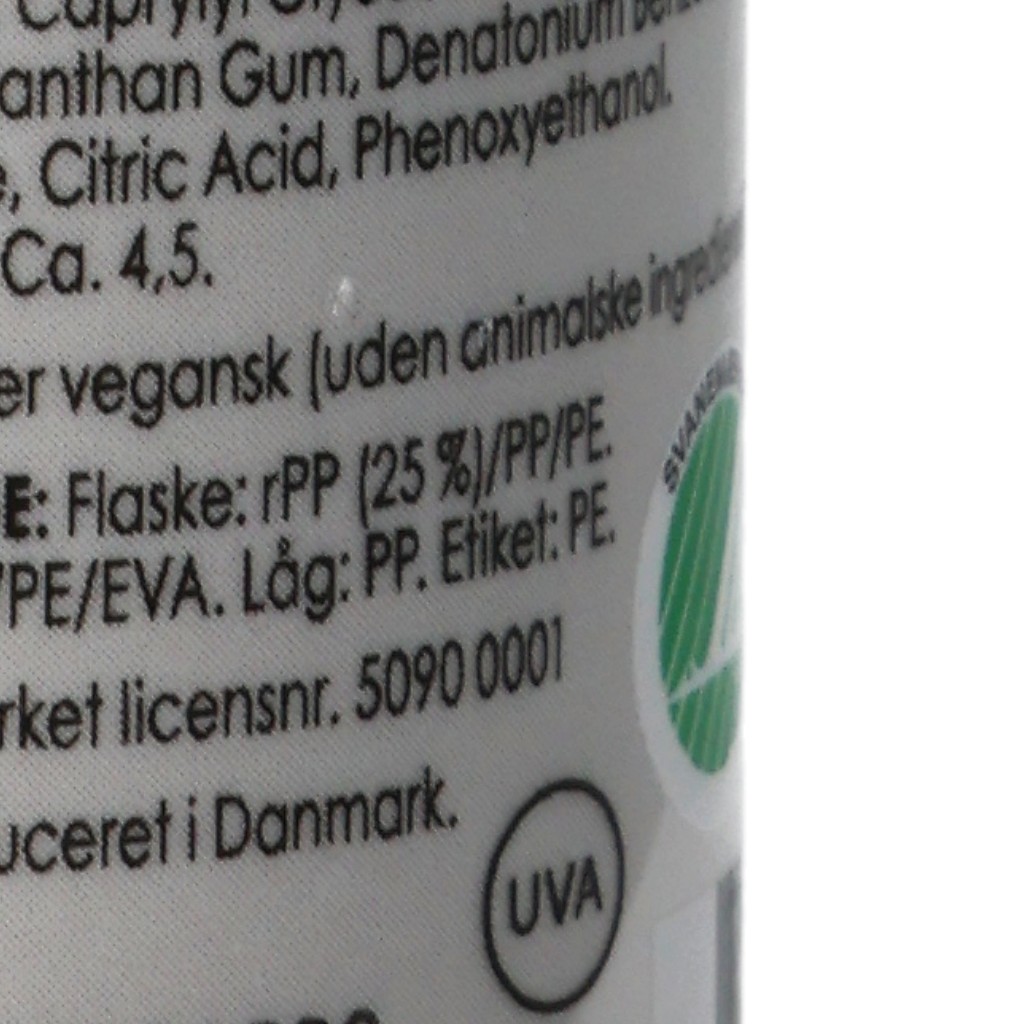 Caprylyl
anthan Gum, Denatonium
, Citric Acid, Phenoxyethanol.
Ca. 4,5.
er vegansk (uden animalske
E: Flaske: rPP (25 %)/PP/PE.
/PE/EVA. Låg: PP. Etiket: PE.
rket licensnr. 5090 0001
uceret i Danmark.
UVA